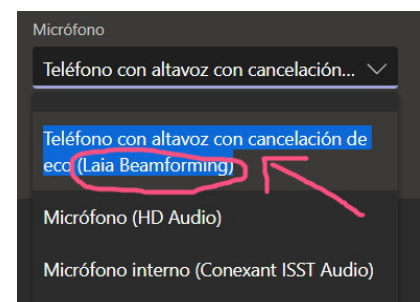 Micrófono
Teléfono con altavoz con cancelación...
Teléfono con altavoz con cancelación de
eco (Laia Beamforming)
Micrófono (HD Audio)
Micrófono interno (Conexant ISST Audio)